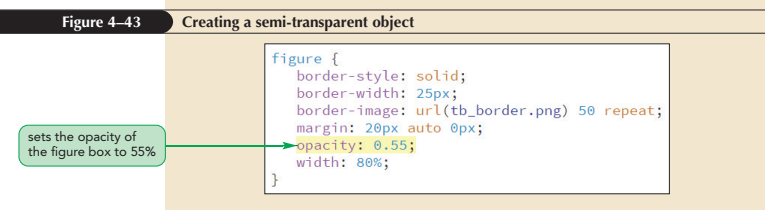 Figure 4–43 Creating a semi-transparent object
figure {
border-style: solid;
border-width: 25px;
border-image: url(tb_border.png) 50 repeat;
margin: 20px auto 0px;
sets the opacity of
the figure box to 55%
opacity: 0.55;
width: 80%;
}